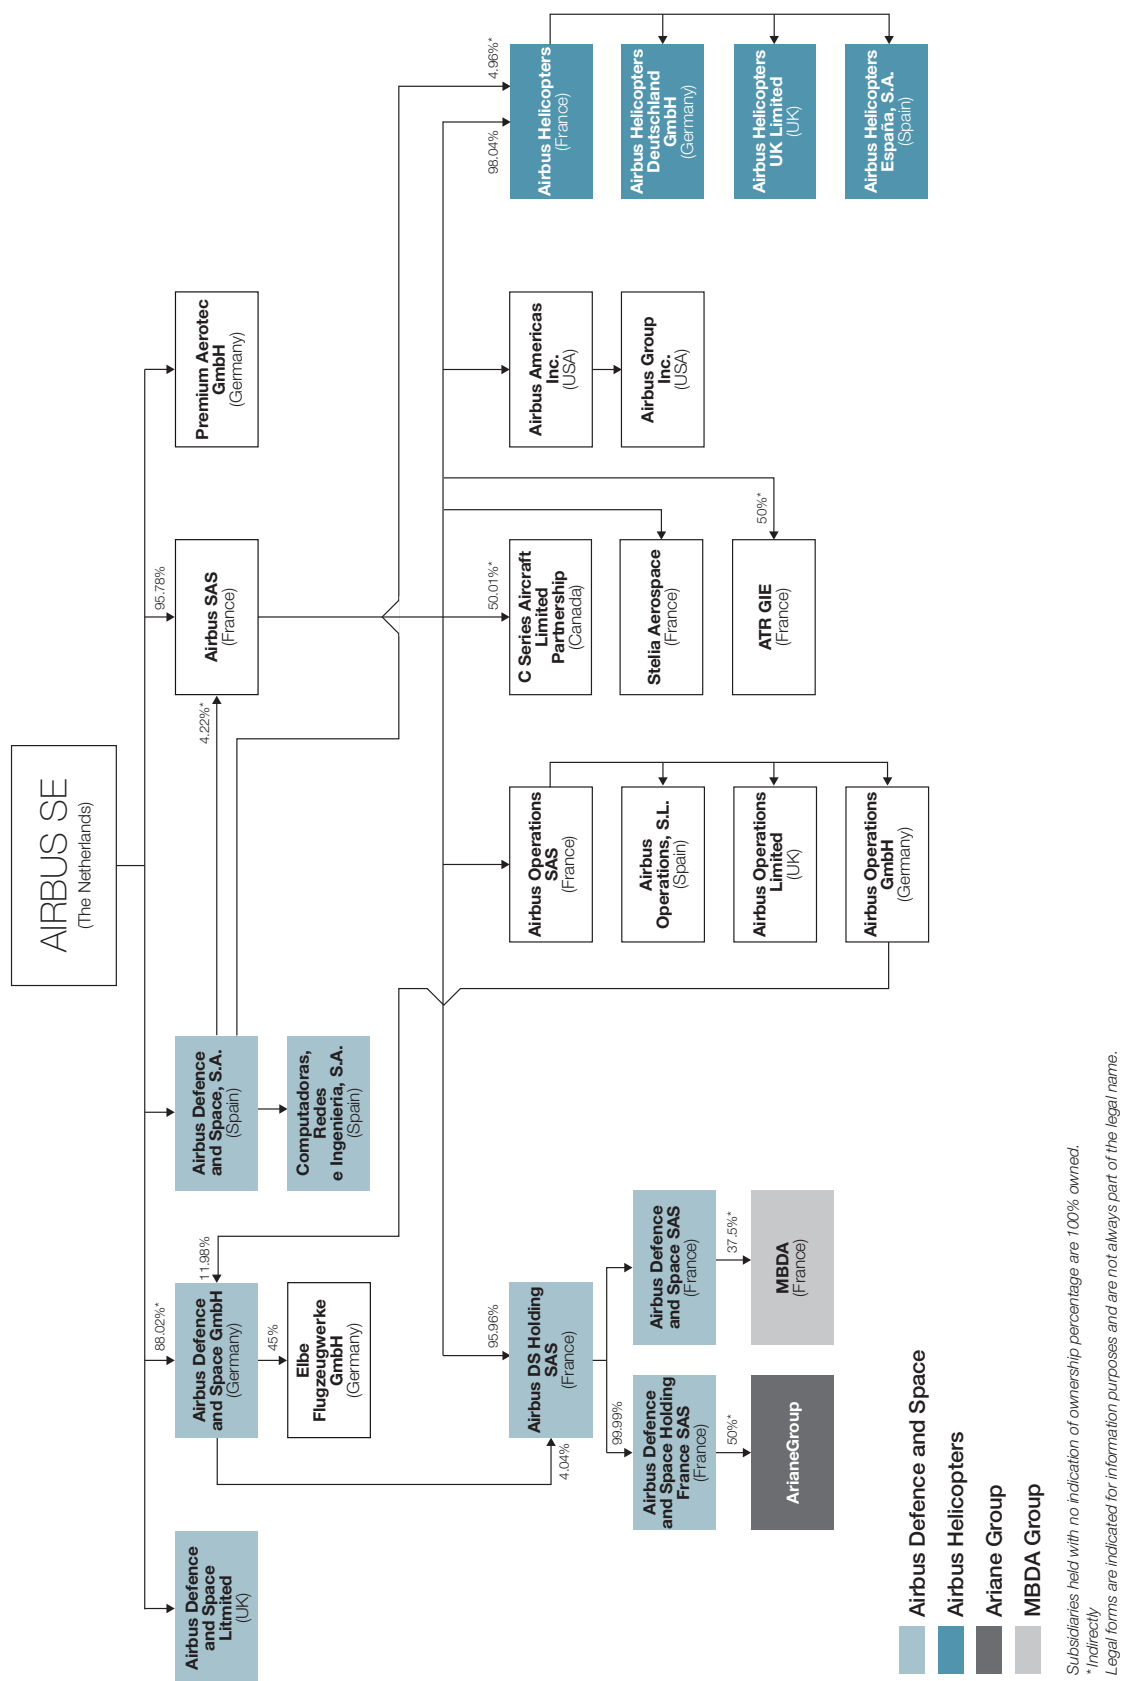 AIRBUS SE
(The Netherlands)
Airbus Defence
and Space
Litmited
(UK)
88.02%*
Airbus Defence
and Space GmbH
(Germany)
11.98%
45%
Elbe
Flugzeugwerke
GmbH
(Germany)
Airbus Defence
and Space, S.A.
(Spain)
Computadoras,
Redes
e Ingenieria, S.A.
(Spain)
4.22%*
95.78%
Airbus SAS
(France)
Premium Aerotec
GmbH
(Germany)
4.04%
95.96%
Airbus DS Holding
SAS
(France)
99.99%
Airbus Defence
and Space Holding
France SAS
(France)
50%*
ArianeGroup
Airbus Defence
and Space SAS
(France)
37.5%*
MBDA
(France)
Airbus Operations
SAS
(France)
Airbus
Operations, S.L.
(Spain)
Airbus Operations
Limited
(UK)
Airbus Operations
GmbH
(Germany)
50.01%*
C Series Aircraft
Limited
Partnership
(Canada)
Stelia Aerospace
(France)
50%*
ATR GIE
(France)
Airbus Americas
Inc.
(USA)
Airbus Group
Inc.
(USA)
98.04%
4.96%*
Airbus Helicopters
(France)
Airbus Helicopters
Deutschland
GmbH
(Germany)
Airbus Helicopters
UK Limited
(UK)
Airbus Helicopters
España, S.A.
(Spain)
Airbus Defence and Space
Airbus Helicopters
Ariane Group
MBDA Group
Subsidiaries held with no indication of ownership percentage are 100% owned.
* Indirectly
Legal forms are indicated for information purposes and are not always part of the legal name.